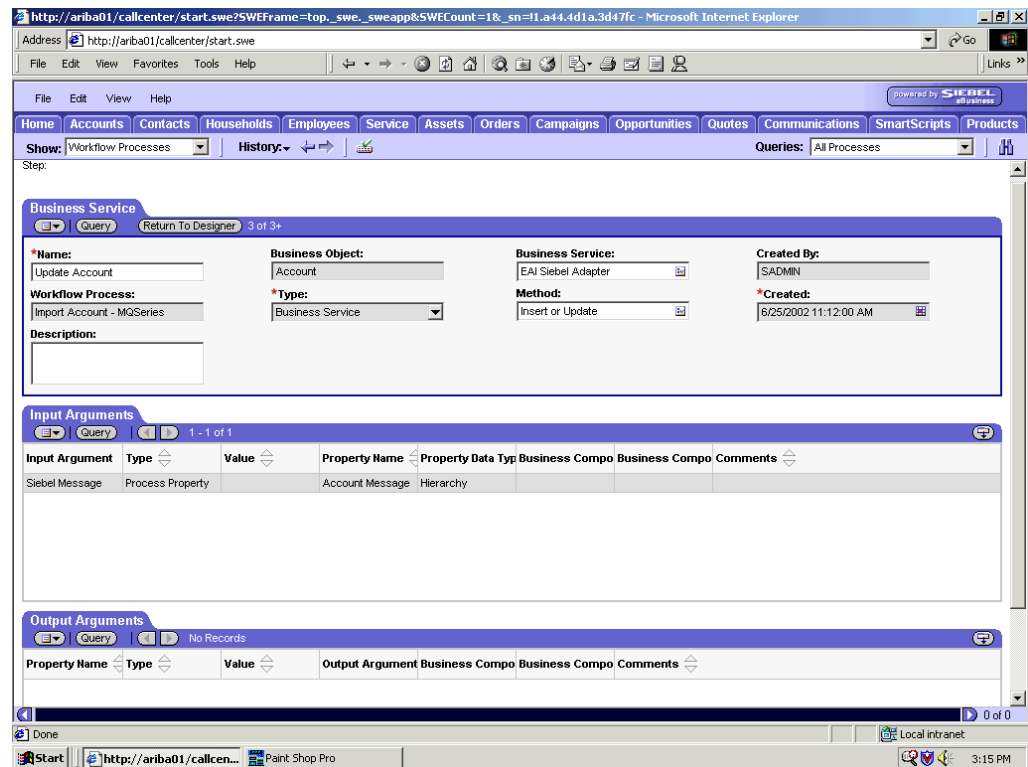 http://ariba01/callcenter/start.swe?SWEFrame=top._swe._sweapp&SWECount=1&_sn=!1.a44.4d1a.3d47fc - Microsoft Internet Explorer
Address http://ariba01/callcenter/start.swe Go
File Edit View Favorites Tools Help Links »
File Edit View Help powered by SIEBEL eBusiness
Home Accounts Contacts Households Employees Service Assets Orders Campaigns Opportunities Quotes Communications SmartScripts Products
Show: Workflow Processes History: Queries: All Processes
Step:
Business Service
Query Return To Designer 3 of 3+
*Name: Business Object: Business Service: Created By:
Update Account Account EAI Siebel Adapter SADMIN
Workflow Process: *Type: Method: *Created:
Import Account - MQSeries Business Service Insert or Update 6/25/2002 11:12:00 AM
Description:
Input Arguments
Query 1 - 1 of 1
Input Argument Type Value Property Name Property Data Typ Business Compo Business Compo Comments
Siebel Message Process Property Account Message Hierarchy
Output Arguments
Query No Records
Property Name Type Value Output Argument Business Compo Business Compo Comments
0 of 0
Done Local intranet
Start http://ariba01/callcen... Paint Shop Pro 3:15 PM